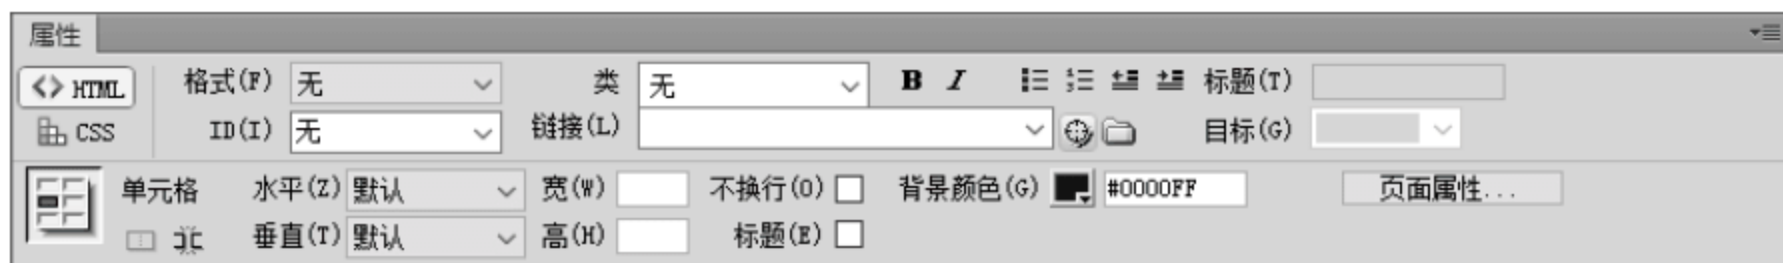 属性
HTML 格式(F) 无 类 无 B I 标题(T)
CSS ID(I) 无 链接(L) 目标(G)
单元格 水平(Z) 默认 宽(W) 不换行(O) 背景颜色(G) #0000FF 页面属性...
垂直(T) 默认 高(H) 标题(E)